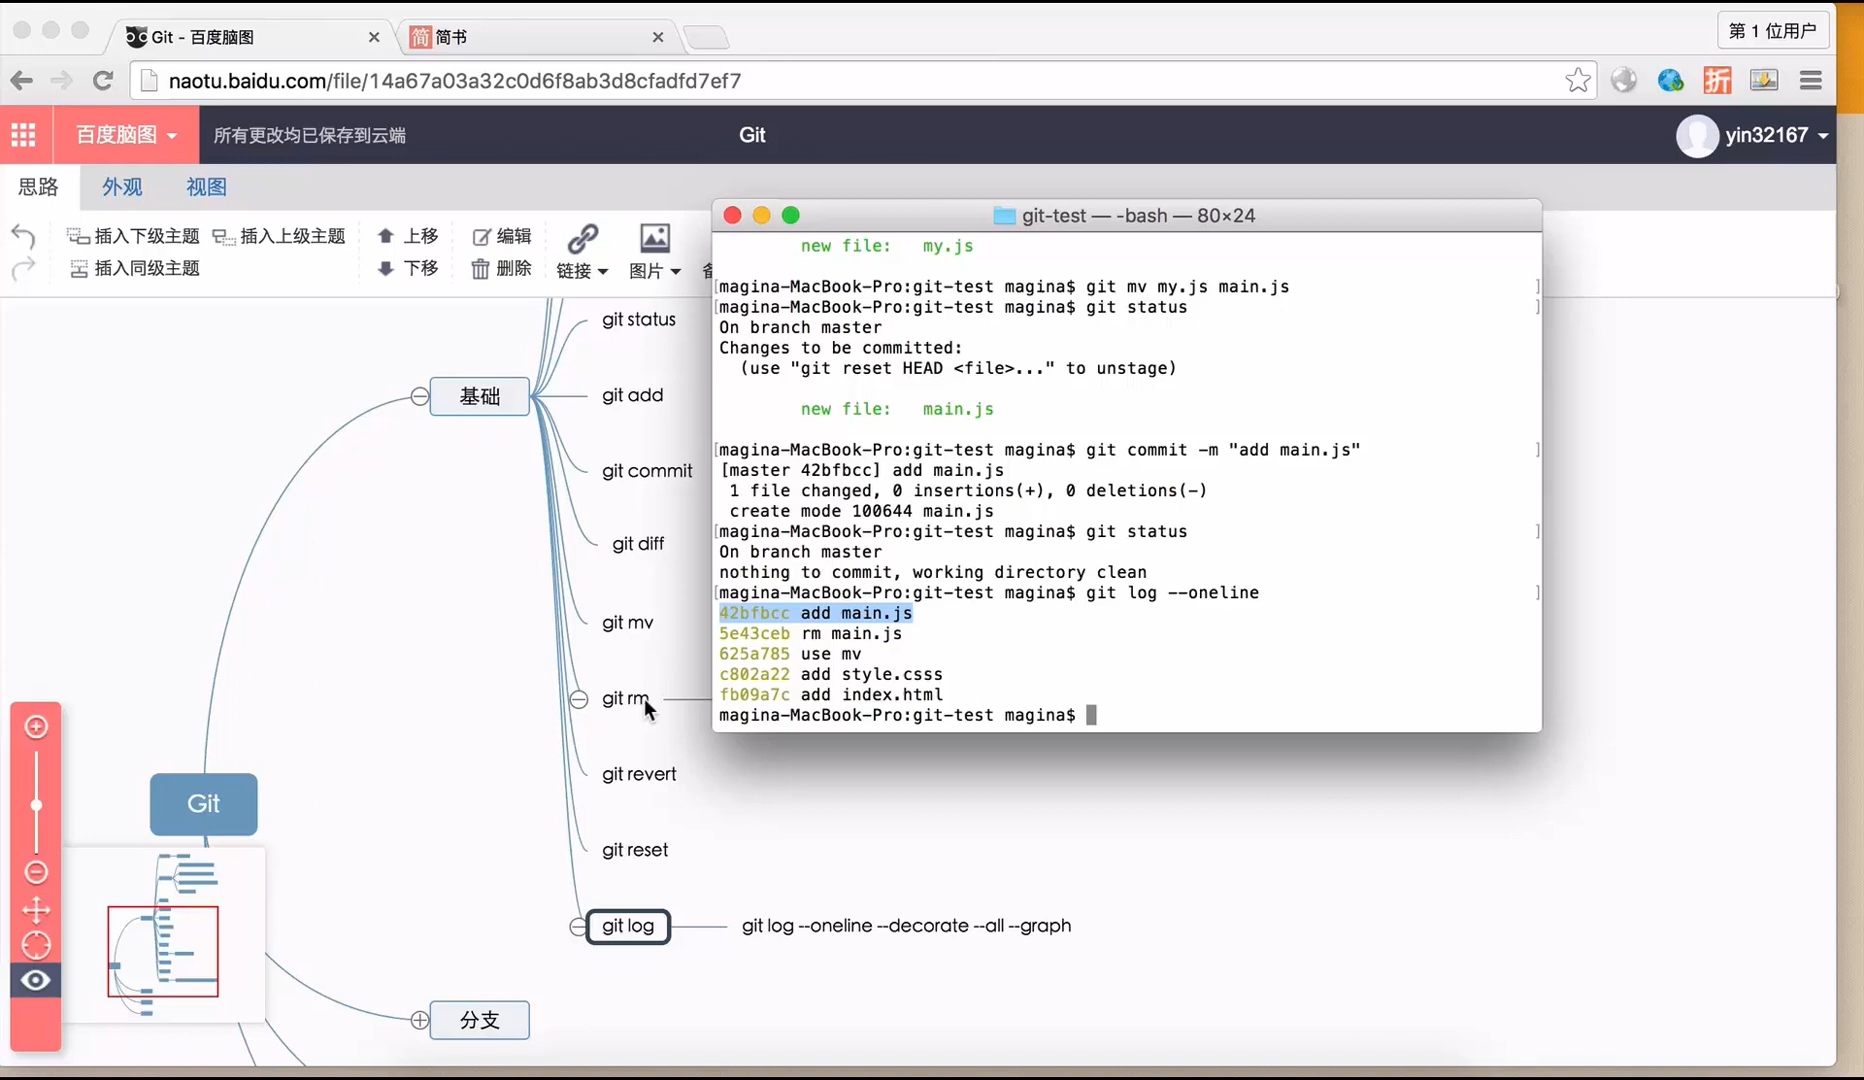 Git - 百度脑图
简 简书
第 1 位用户
naotu.baidu.com/file/14a67a03a32c0d6f8ab3d8cfadfd7ef7
折
百度脑图
所有更改均已保存到云端
Git
yin32167
思路
外观
视图
插入下级主题
插入上级主题
插入同级主题
上移
下移
编辑
删除
链接
图片
git-test — -bash — 80×24
new file:   my.js
[magina-MacBook-Pro:git-test magina$ git mv my.js main.js ]
[magina-MacBook-Pro:git-test magina$ git status ]
On branch master
Changes to be committed:
(use "git reset HEAD <file>..." to unstage)
new file:   main.js
[magina-MacBook-Pro:git-test magina$ git commit -m "add main.js" ]
[master 42bfbcc] add main.js
1 file changed, 0 insertions(+), 0 deletions(-)
create mode 100644 main.js
[magina-MacBook-Pro:git-test magina$ git status ]
On branch master
nothing to commit, working directory clean
[magina-MacBook-Pro:git-test magina$ git log --oneline ]
42bfbcc add main.js
5e43ceb rm main.js
625a785 use mv
c802a22 add style.csss
fb09a7c add index.html
magina-MacBook-Pro:git-test magina$
git status
基础
git add
git commit
git diff
git mv
git rm
git revert
Git
git reset
git log
git log --oneline --decorate --all --graph
分支